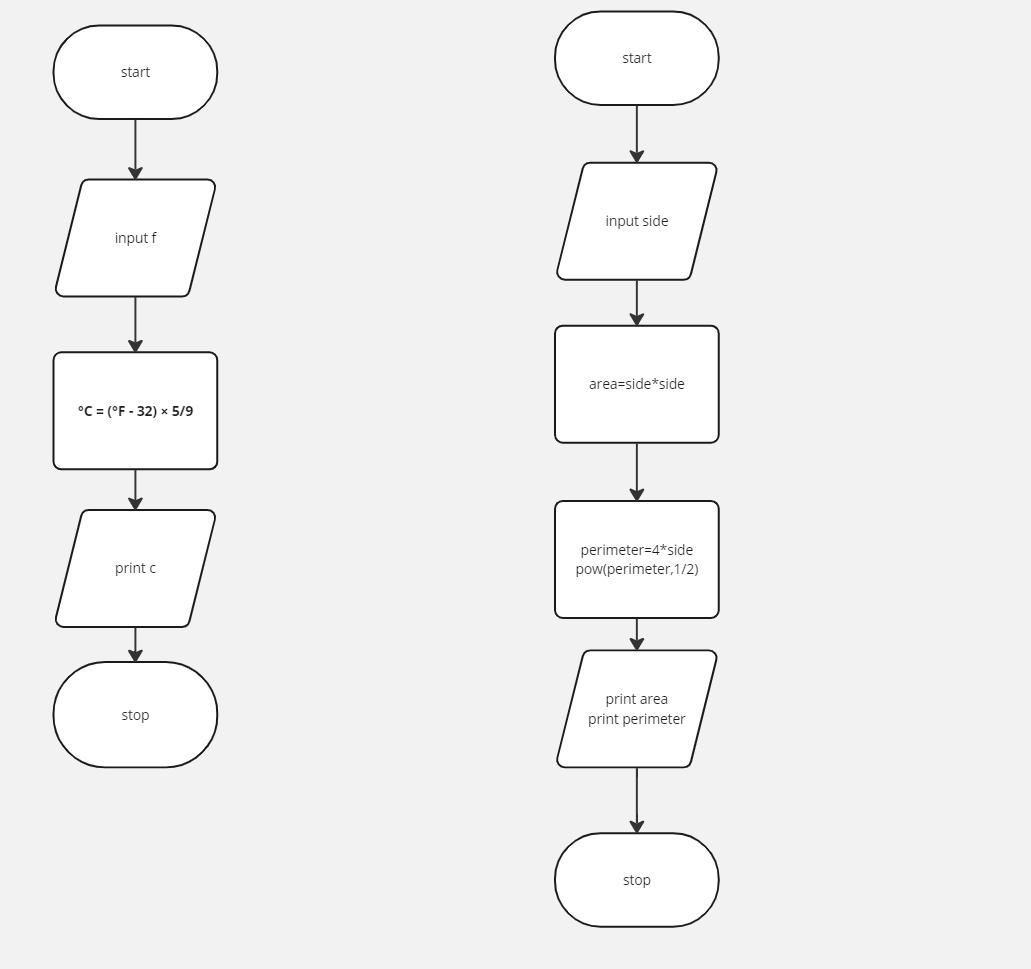 start
input f
°C = (°F - 32) × 5/9
print c
stop
start
input side
area=side*side
perimeter=4*side
pow(perimeter,1/2)
print area
print perimeter
stop